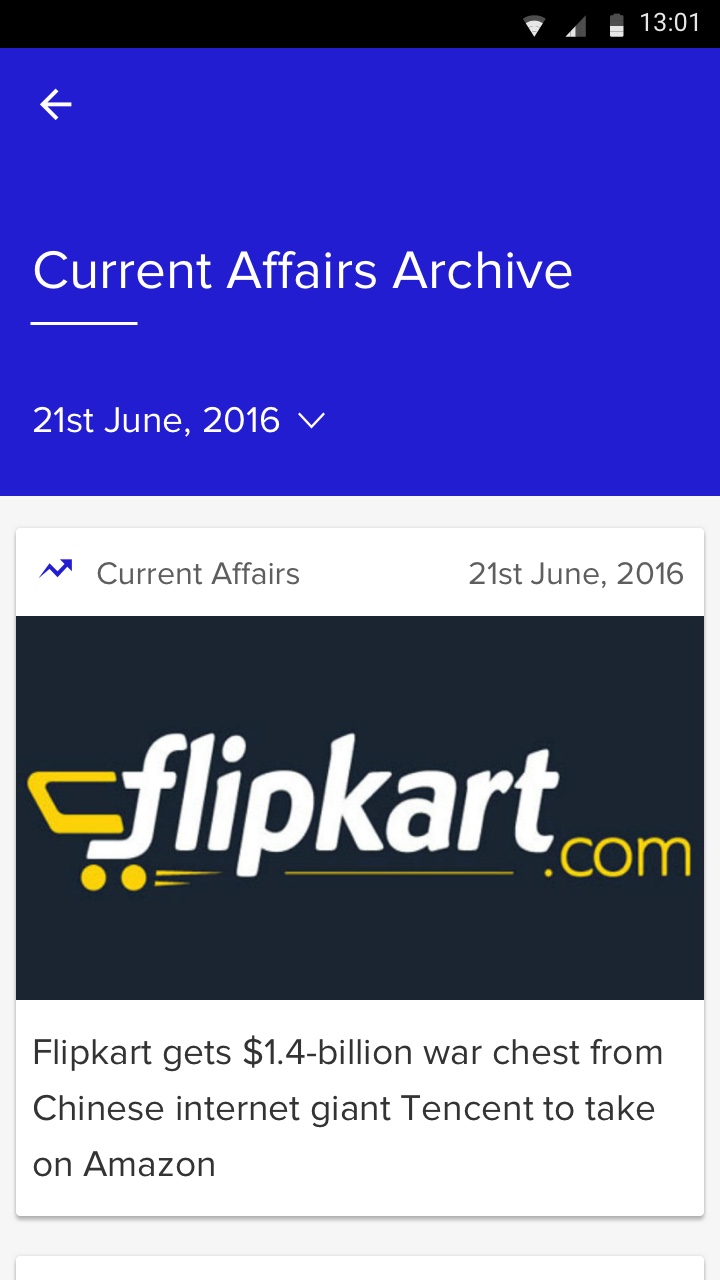 13:01
Current Affairs Archive
21st June, 2016
Current Affairs 21st June, 2016
flipkart.com
Flipkart gets $1.4-billion war chest from
Chinese internet giant Tencent to take
on Amazon